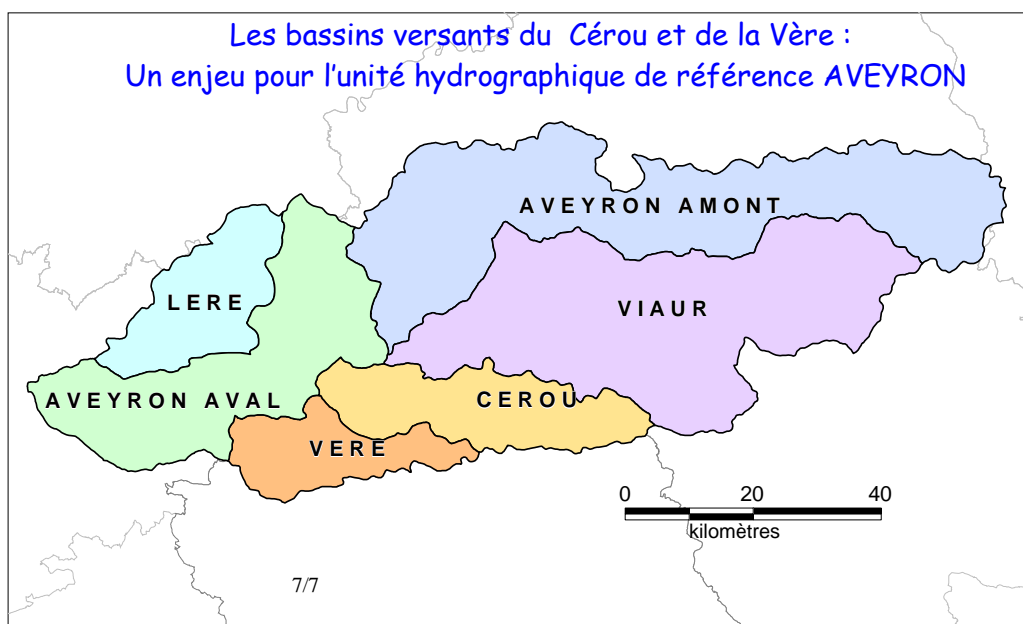 Les bassins versants du Cérou et de la Vère :
Un enjeu pour l'unité hydrographique de référence AVEYRON
AVEYRON AMONT
LERE
VIAUR
AVEYRON AVAL
CEROU
VERE
0 20 40
kilomètres
7/7